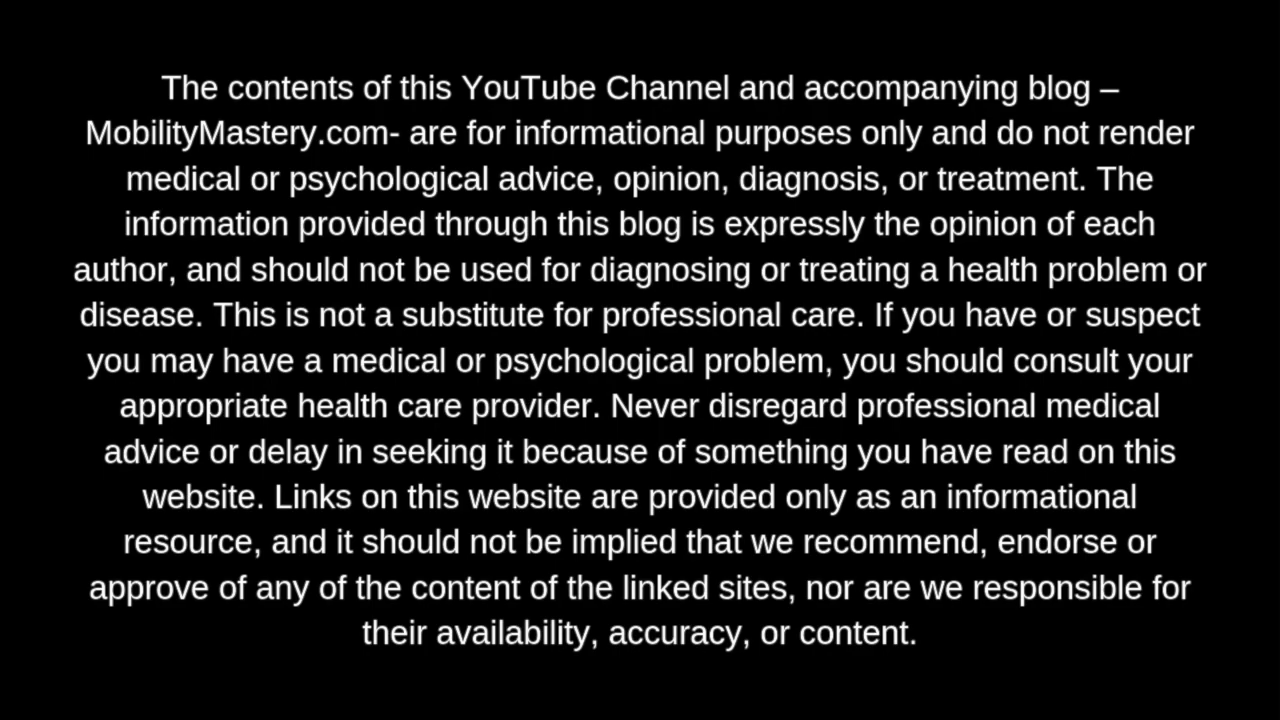 The contents of this YouTube Channel and accompanying blog –
MobilityMastery.com- are for informational purposes only and do not render
medical or psychological advice, opinion, diagnosis, or treatment. The
information provided through this blog is expressly the opinion of each
author, and should not be used for diagnosing or treating a health problem or
disease. This is not a substitute for professional care. If you have or suspect
you may have a medical or psychological problem, you should consult your
appropriate health care provider. Never disregard professional medical
advice or delay in seeking it because of something you have read on this
website. Links on this website are provided only as an informational
resource, and it should not be implied that we recommend, endorse or
approve of any of the content of the linked sites, nor are we responsible for
their availability, accuracy, or content.